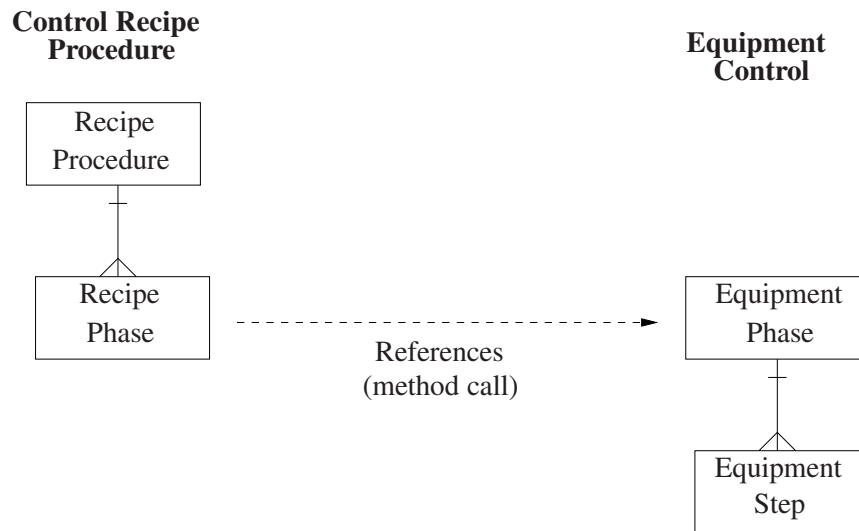 Control Recipe
Procedure
Equipment
Control
Recipe
Procedure
Recipe
Phase
References
(method call)
Equipment
Phase
Equipment
Step